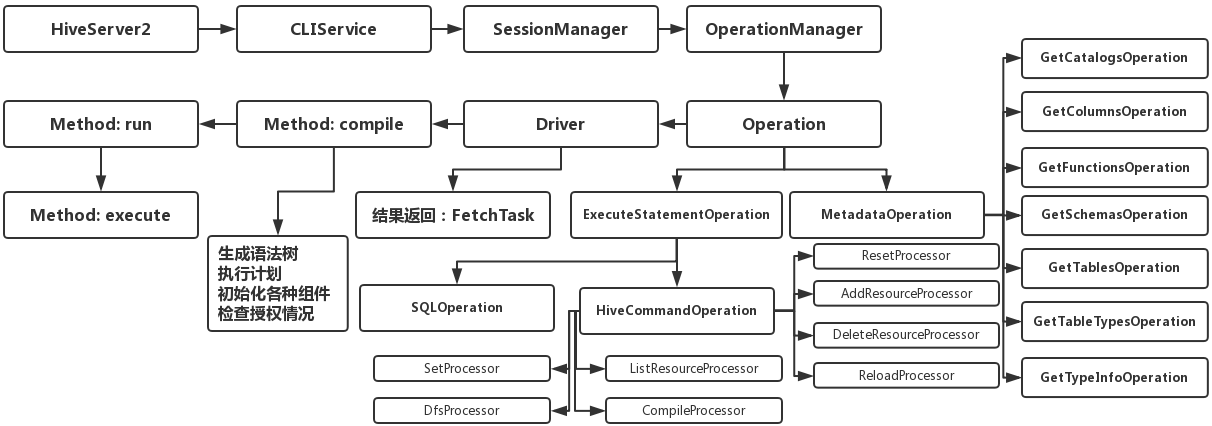 HiveServer2
CLIService
SessionManager
OperationManager
GetCatalogsOperation
GetColumnsOperation
Method: run
Method: compile
Driver
Operation
GetFunctionsOperation
Method: execute
结果返回：FetchTask
ExecuteStatementOperation
MetadataOperation
GetSchemasOperation
生成语法树
执行计划
初始化各种组件
检查授权情况
ResetProcessor
GetTablesOperation
SQLOperation
HiveCommandOperation
AddResourceProcessor
GetTableTypesOperation
DeleteResourceProcessor
SetProcessor
ListResourceProcessor
ReloadProcessor
GetTypeInfoOperation
DfsProcessor
CompileProcessor